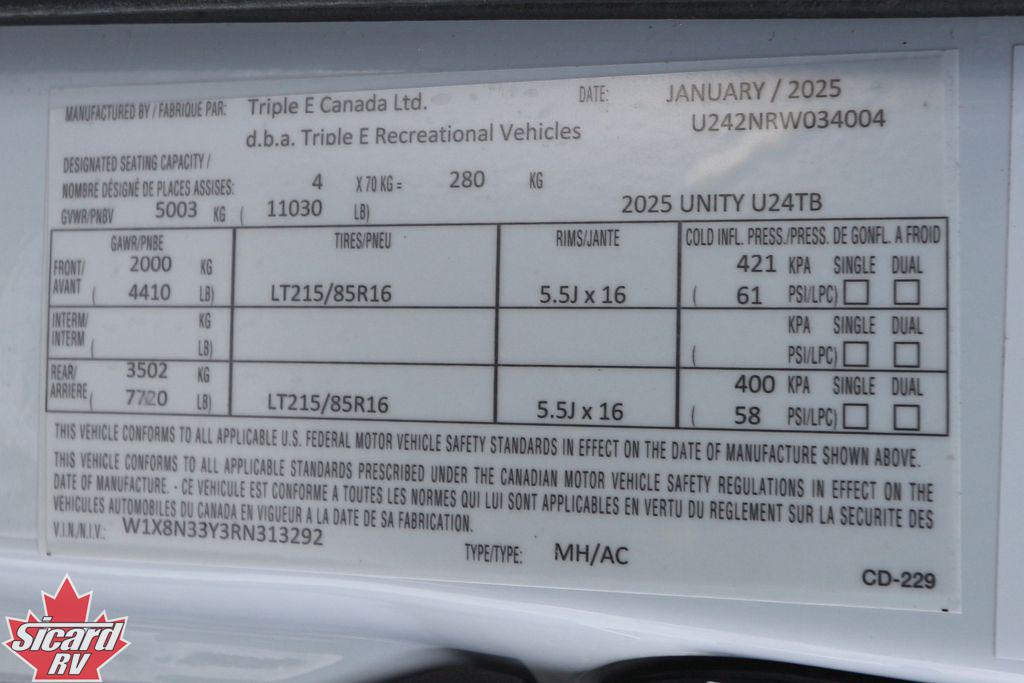 MANUFACTURED BY / FABRIQUE PAR: Triple E Canada Ltd. DATE: JANUARY / 2025
d.b.a. Triple E Recreational Vehicles U242NRW034004
DESIGNATED SEATING CAPACITY /
NOMBRE DÉSIGNÉ DE PLACES ASSISES: 4 X 70 KG = 280 KG
GVWR/PNBV 5003 KG ( 11030 LB) 2025 UNITY U24TB
GAWR/PNBE TIRES/PNEU RIMS/JANTE COLD INFL. PRESS./PRESS. DE GONFL. A FROID
FRONT/ 2000 KG 421 KPA SINGLE DUAL
AVANT ( 4410 LB) LT215/85R16 5.5J x 16 ( 61 PSI/LPC)
INTERM/ KG KPA SINGLE DUAL
INTERM ( LB) ( PSI/LPC)
REAR/ 3502 KG 400 KPA SINGLE DUAL
ARRIERE ( 7720 LB) LT215/85R16 5.5J x 16 ( 58 PSI/LPC)
THIS VEHICLE CONFORMS TO ALL APPLICABLE U.S. FEDERAL MOTOR VEHICLE SAFETY STANDARDS IN EFFECT ON THE DATE OF MANUFACTURE SHOWN ABOVE.
THIS VEHICLE CONFORMS TO ALL APPLICABLE STANDARDS PRESCRIBED UNDER THE CANADIAN MOTOR VEHICLE SAFETY REGULATIONS IN EFFECT ON THE
DATE OF MANUFACTURE. - CE VEHICULE EST CONFORME A TOUTES LES NORMES QUI LUI SONT APPLICABLES EN VERTU DU REGLEMENT SUR LA SECURITE DES
VEHICULES AUTOMOBILES DU CANADA EN VIGUEUR A LA DATE DE SA FABRICATION.
V.I.N./N.I.V.: W1X8N33Y3RN313292
TYPE/TYPE: MH/AC
CD-229
Sicard
RV